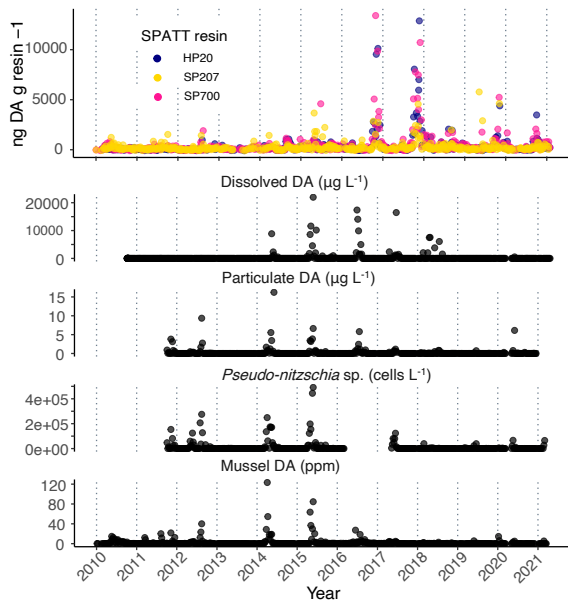 SPATT resin
HP20
SP207
SP700
ng DA g resin −1
10000
5000
0
Dissolved DA (µg L⁻¹)
20000
10000
0
Particulate DA (µg L⁻¹)
15
10
5
0
Pseudo-nitzschia sp. (cells L⁻¹)
4e+05
2e+05
0e+00
Mussel DA (ppm)
120
80
40
0
2010 2011 2012 2013 2014 2015 2016 2017 2018 2019 2020 2021
Year